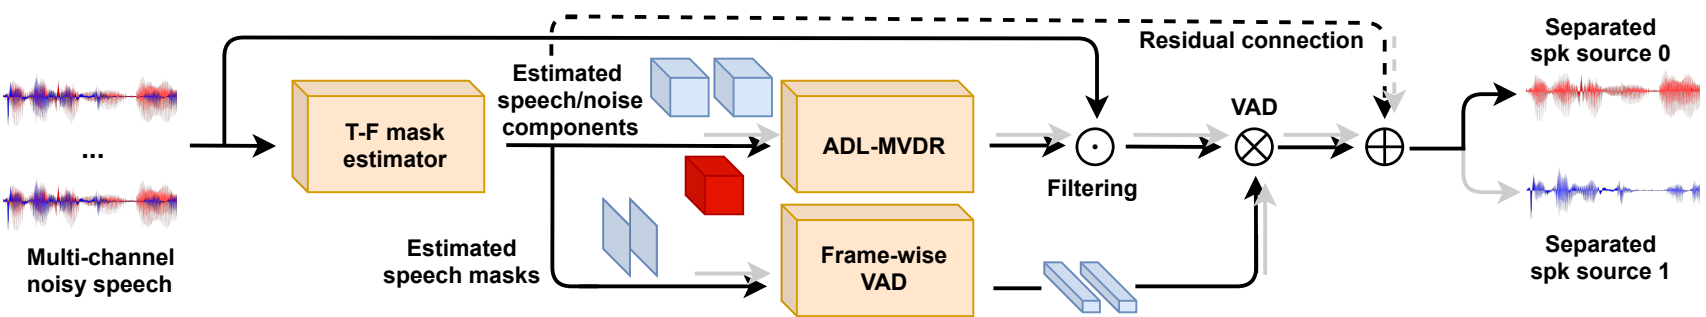 ...
Multi-channel
noisy speech
T-F mask
estimator
Estimated
speech/noise
components
Estimated
speech masks
ADL-MVDR
Frame-wise
VAD
Filtering
Residual connection
VAD
Separated
spk source 0
Separated
spk source 1